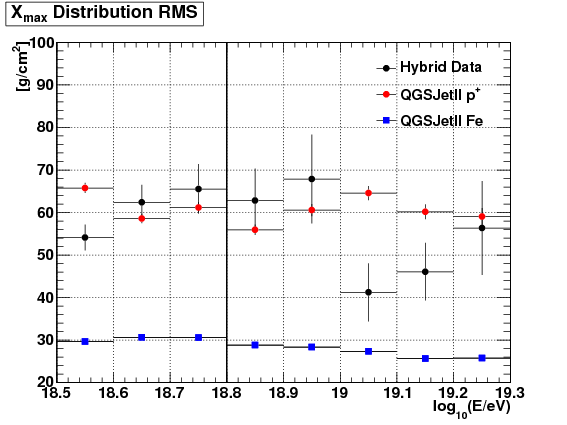 Xmax Distribution RMS
[g/cm²]
100
90
80
70
60
50
40
30
20
Hybrid Data
QGSJetII p⁺
QGSJetII Fe
18.5 18.6 18.7 18.8 18.9 19 19.1 19.2 19.3
log₁₀(E/eV)